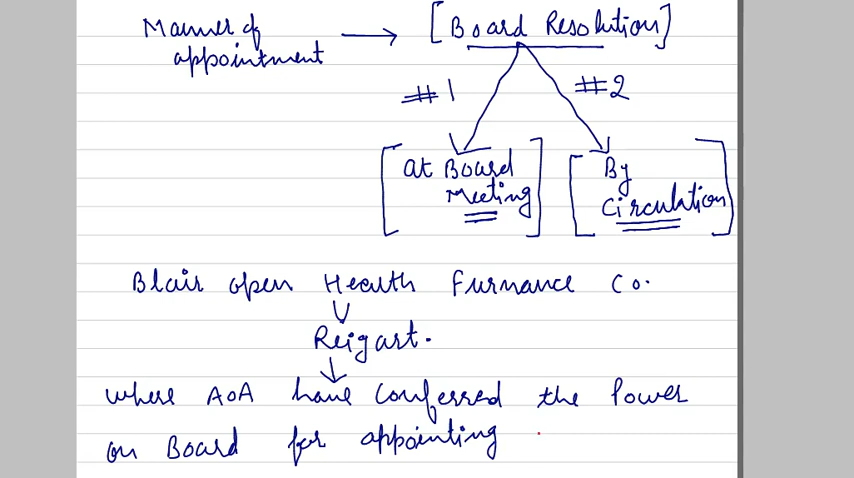 Manner of → [Board Resolution]
appointment
#1 #2
[at Board [By
Meeting] Circulation]
Blair open Hearth Furnance Co.
Reigart.
where AoA have conferred the Power
on Board for appointing